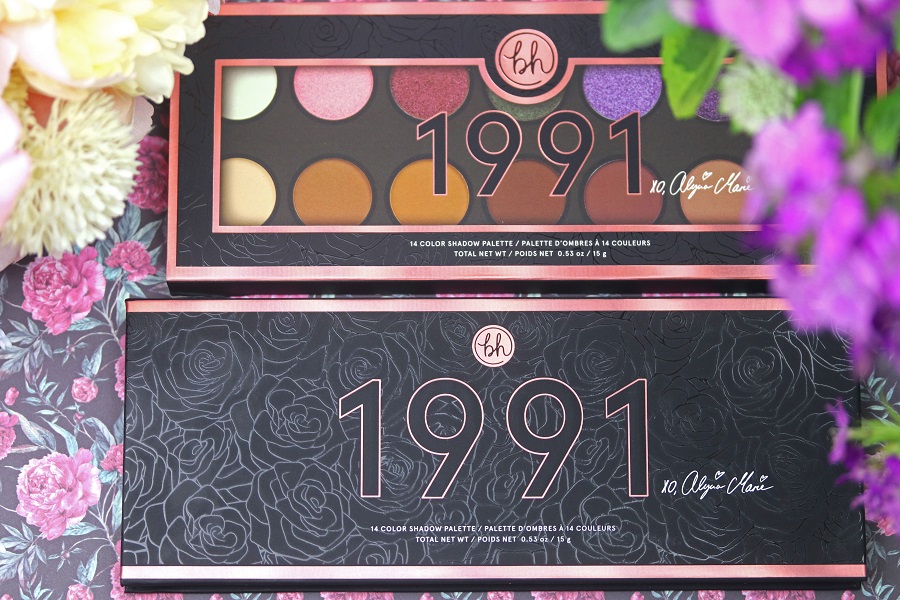 bh
1991
xo, Alyna Marie
14 COLOR SHADOW PALETTE / PALETTE D'OMBRES À 14 COULEURS
TOTAL NET WT / POIDS NET 0.53 oz / 15 g
bh
1991
xo, Alyna Marie
14 COLOR SHADOW PALETTE / PALETTE D'OMBRES À 14 COULEURS
TOTAL NET WT / POIDS NET 0.53 oz / 15 g